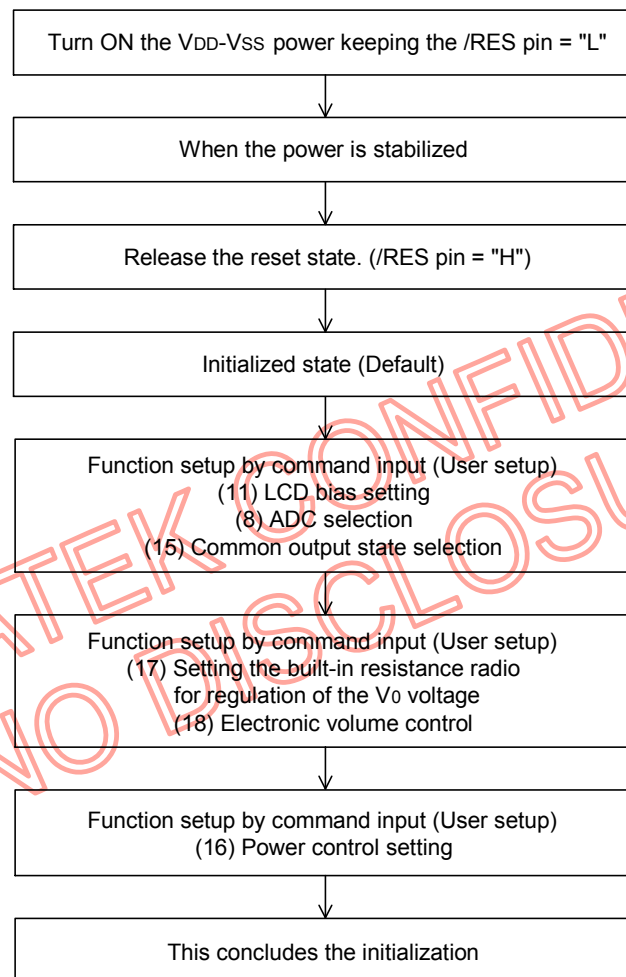 Turn ON the VDD-VSS power keeping the /RES pin = "L"
When the power is stabilized
Release the reset state. (/RES pin = "H")
Initialized state (Default)
Function setup by command input (User setup)
(11) LCD bias setting
(8) ADC selection
(15) Common output state selection
Function setup by command input (User setup)
(17) Setting the built-in resistance radio
for regulation of the V0 voltage
(18) Electronic volume control
Function setup by command input (User setup)
(16) Power control setting
This concludes the initialization